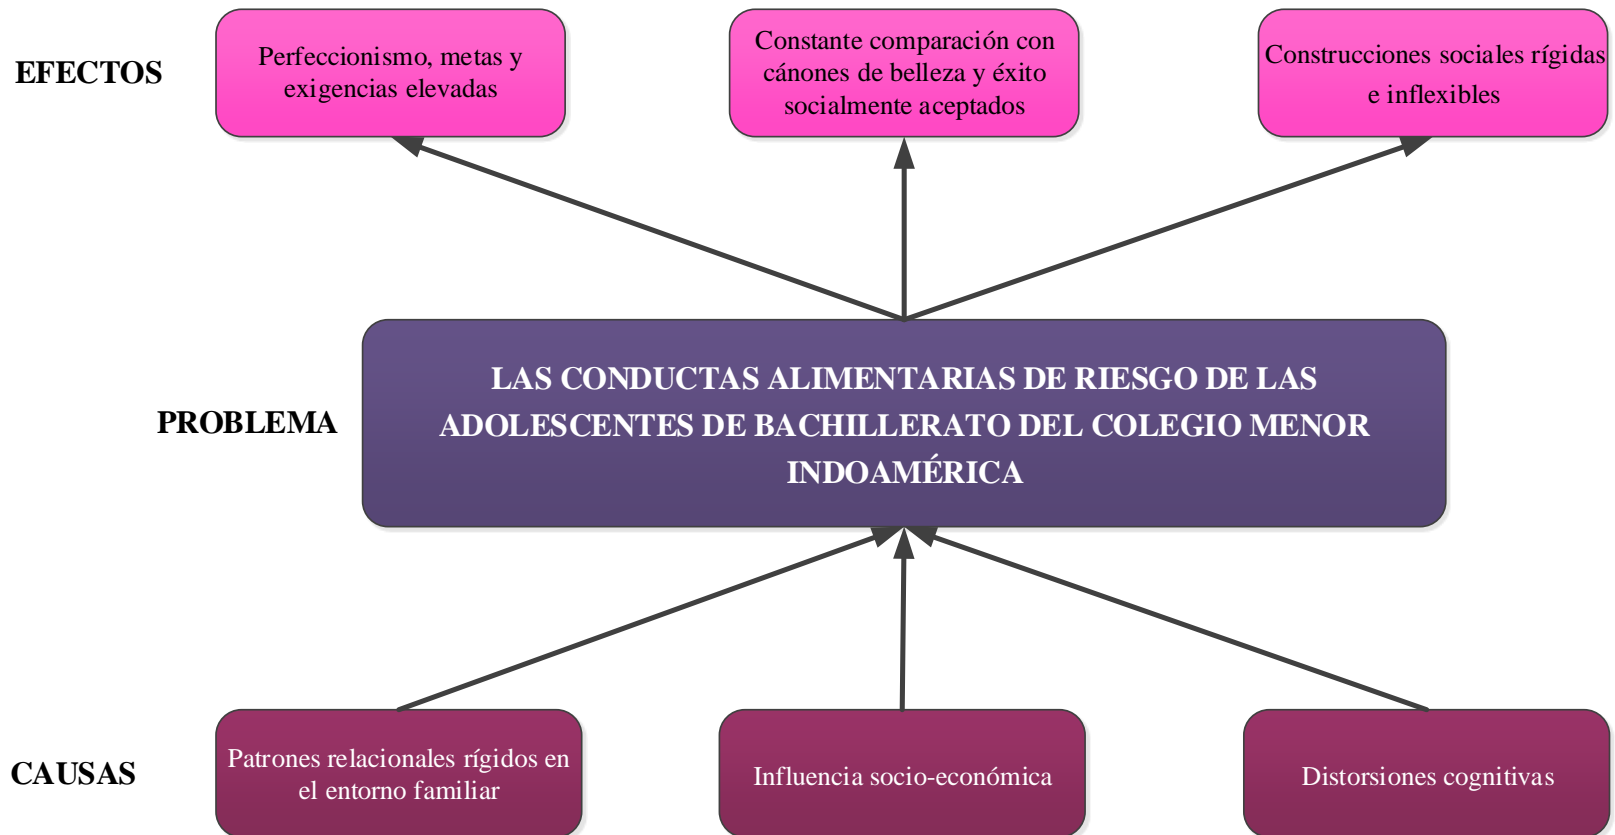 EFECTOS
Perfeccionismo, metas y
exigencias elevadas
Constante comparación con
cánones de belleza y éxito
socialmente aceptados
Construcciones sociales rígidas
e inflexibles
PROBLEMA
LAS CONDUCTAS ALIMENTARIAS DE RIESGO DE LAS
ADOLESCENTES DE BACHILLERATO DEL COLEGIO MENOR
INDOAMÉRICA
CAUSAS
Patrones relacionales rígidos en
el entorno familiar
Influencia socio-económica
Distorsiones cognitivas